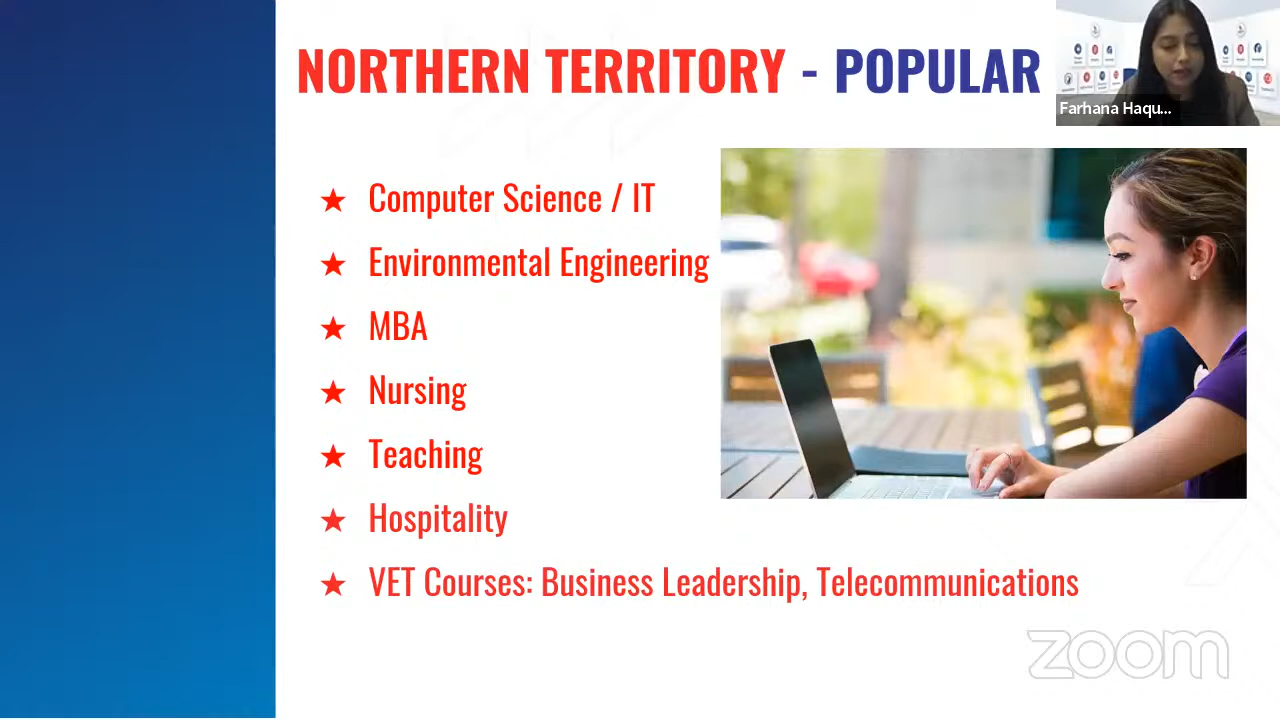 NORTHERN TERRITORY - POPULAR
Farhana Haqu...
★ Computer Science / IT
★ Environmental Engineering
★ MBA
★ Nursing
★ Teaching
★ Hospitality
★ VET Courses: Business Leadership, Telecommunications
zoom